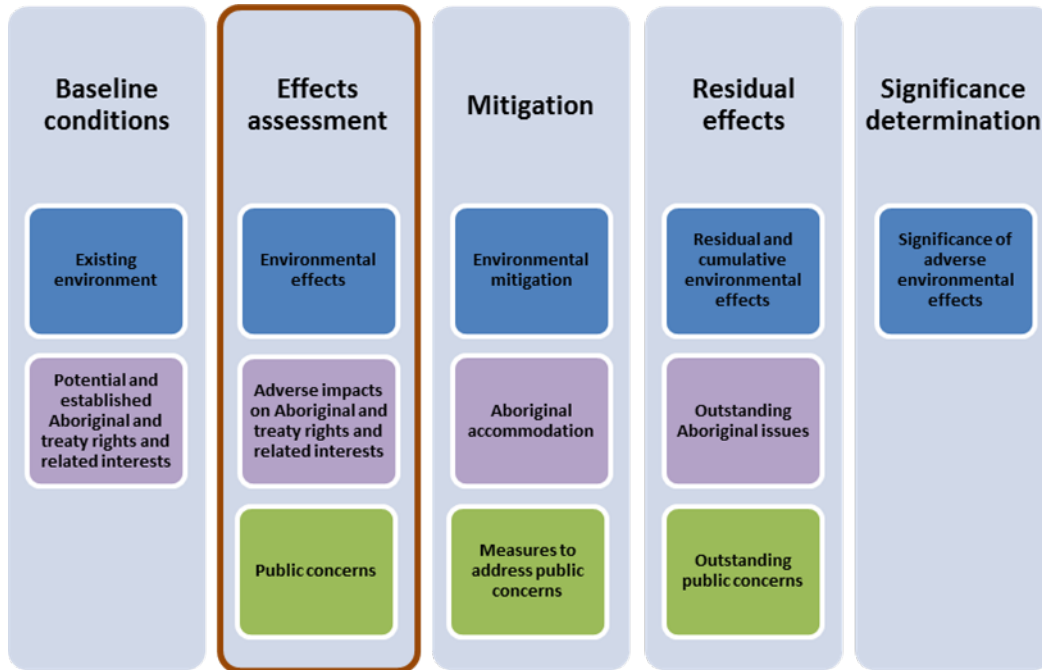 Baseline
conditions
Existing
environment
Potential and
established
Aboriginal and
treaty rights and
related interests
Effects
assessment
Environmental
effects
Adverse impacts
on Aboriginal and
treaty rights and
related interests
Public concerns
Mitigation
Environmental
mitigation
Aboriginal
accommodation
Measures to
address public
concerns
Residual
effects
Residual and
cumulative
environmental
effects
Outstanding
Aboriginal issues
Outstanding
public concerns
Significance
determination
Significance of
adverse
environmental
effects